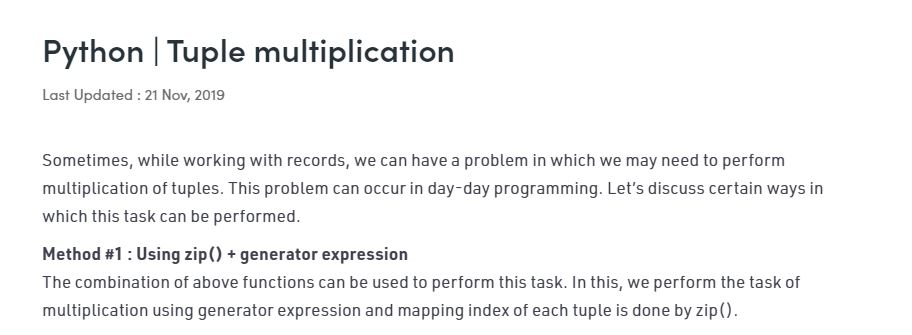 Python | Tuple multiplication
Last Updated : 21 Nov, 2019
Sometimes, while working with records, we can have a problem in which we may need to perform
multiplication of tuples. This problem can occur in day-day programming. Let’s discuss certain ways in
which this task can be performed.
Method #1 : Using zip() + generator expression
The combination of above functions can be used to perform this task. In this, we perform the task of
multiplication using generator expression and mapping index of each tuple is done by zip().